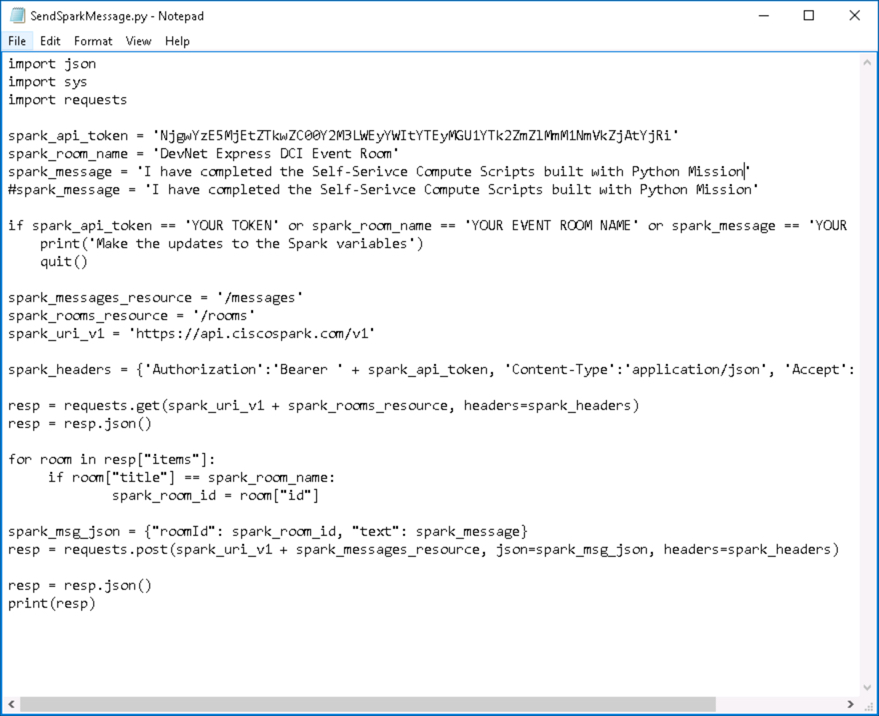 SendSparkMessage.py - Notepad
File Edit Format View Help
import json
import sys
import requests
spark_api_token = 'NjgwYzE5MjEtZTkwZC00Y2M3LWEyYWItYTEyMGU1YTk2ZmZlMmM1NmVkZjAtYjRi'
spark_room_name = 'DevNet Express DCI Event Room'
spark_message = 'I have completed the Self-Serivce Compute Scripts built with Python Mission'
#spark_message = 'I have completed the Self-Serivce Compute Scripts built with Python Mission'
if spark_api_token == 'YOUR TOKEN' or spark_room_name == 'YOUR EVENT ROOM NAME' or spark_message == 'YOUR
print('Make the updates to the Spark variables')
quit()
spark_messages_resource = '/messages'
spark_rooms_resource = '/rooms'
spark_uri_v1 = 'https://api.ciscospark.com/v1'
spark_headers = {'Authorization':'Bearer ' + spark_api_token, 'Content-Type':'application/json', 'Accept':
resp = requests.get(spark_uri_v1 + spark_rooms_resource, headers=spark_headers)
resp = resp.json()
for room in resp["items"]:
if room["title"] == spark_room_name:
spark_room_id = room["id"]
spark_msg_json = {"roomId": spark_room_id, "text": spark_message}
resp = requests.post(spark_uri_v1 + spark_messages_resource, json=spark_msg_json, headers=spark_headers)
resp = resp.json()
print(resp)